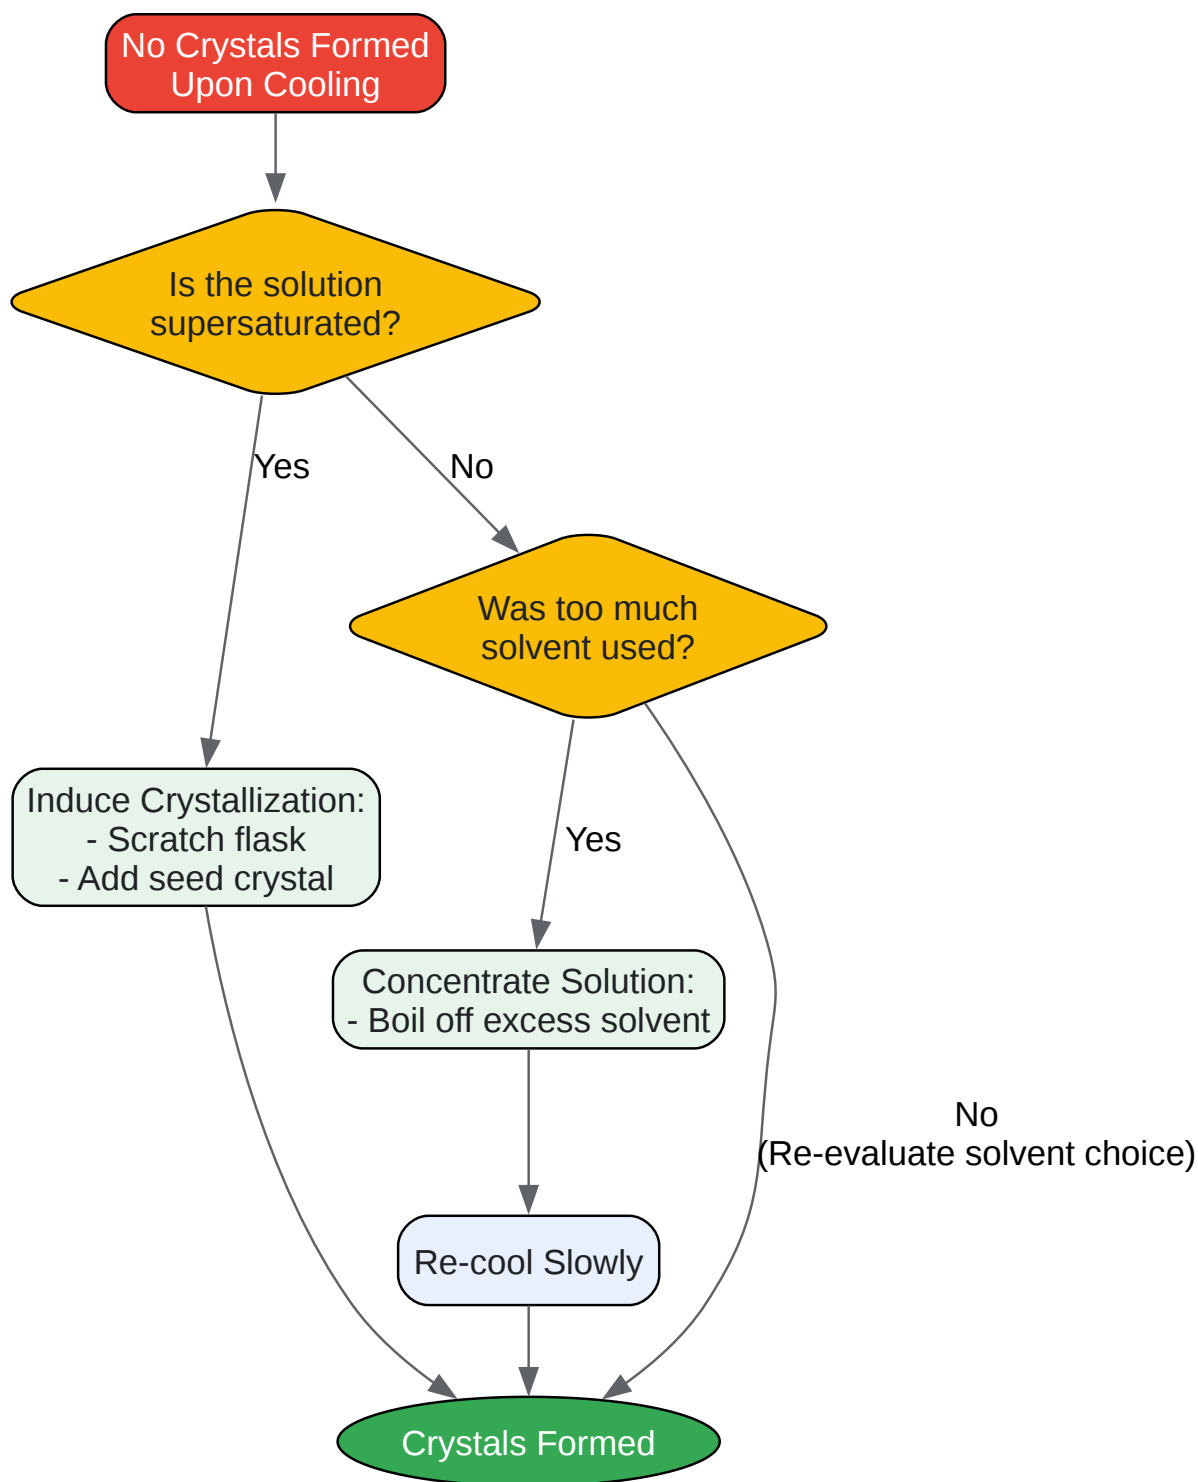 No Crystals Formed
Upon Cooling
Is the solution
supersaturated?
Yes
No
Was too much
solvent used?
Induce Crystallization:
- Scratch flask
- Add seed crystal
Yes
Concentrate Solution:
- Boil off excess solvent
No
(Re-evaluate solvent choice)
Re-cool Slowly
Crystals Formed